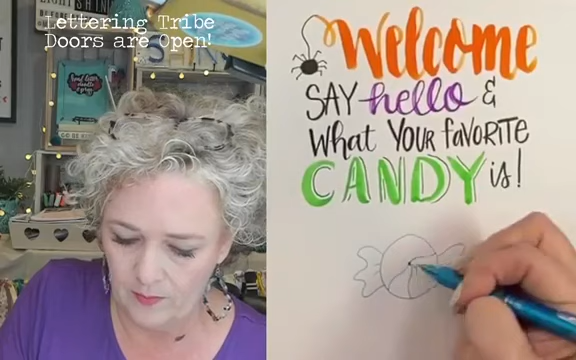 Lettering Tribe
Doors are Open!
Welcome
SAY hello &
What YOUR favoRiTE
CANDY is!